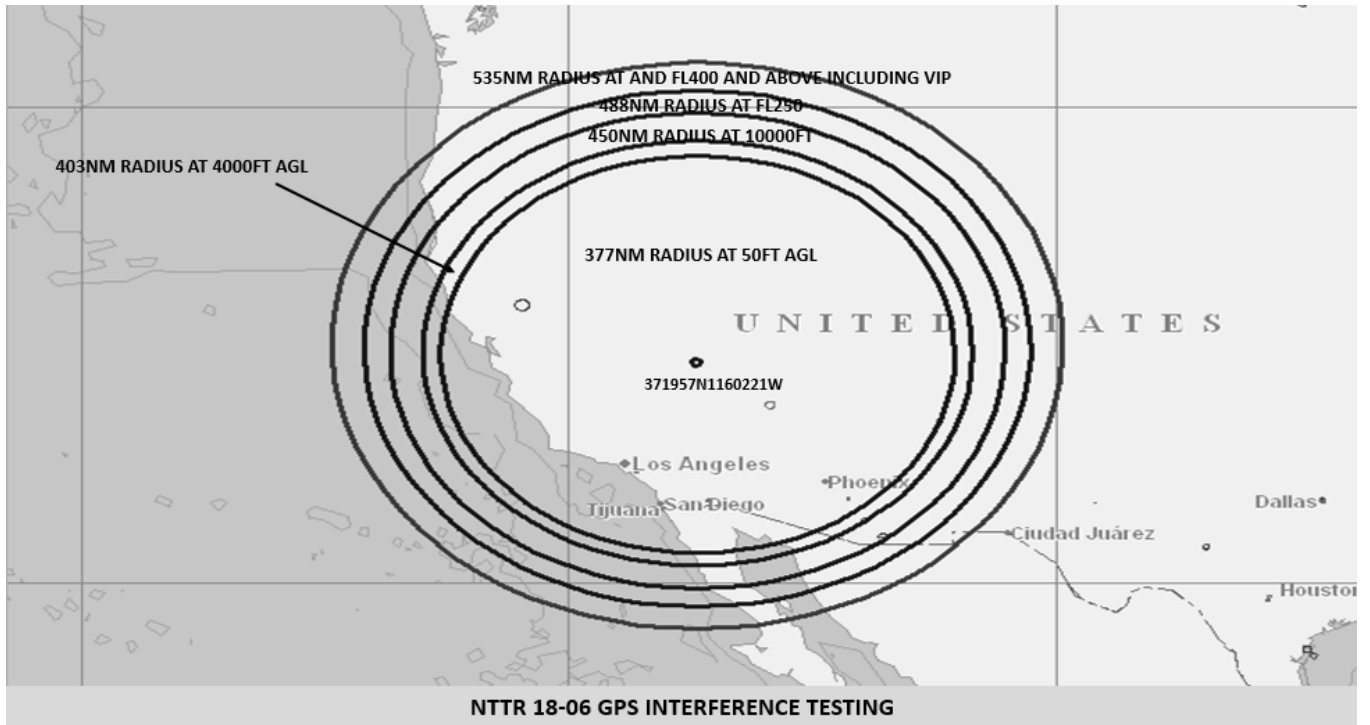 535NM RADIUS AT AND FL400 AND ABOVE INCLUDING VIP
488NM RADIUS AT FL250
450NM RADIUS AT 10000FT
403NM RADIUS AT 4000FT AGL
377NM RADIUS AT 50FT AGL
UNITED STATES
371957N1160221W
Los Angeles
Phoenix
Tijuana
San Diego
Dallas
Ciudad Juárez
Houston
NTTR 18-06 GPS INTERFERENCE TESTING